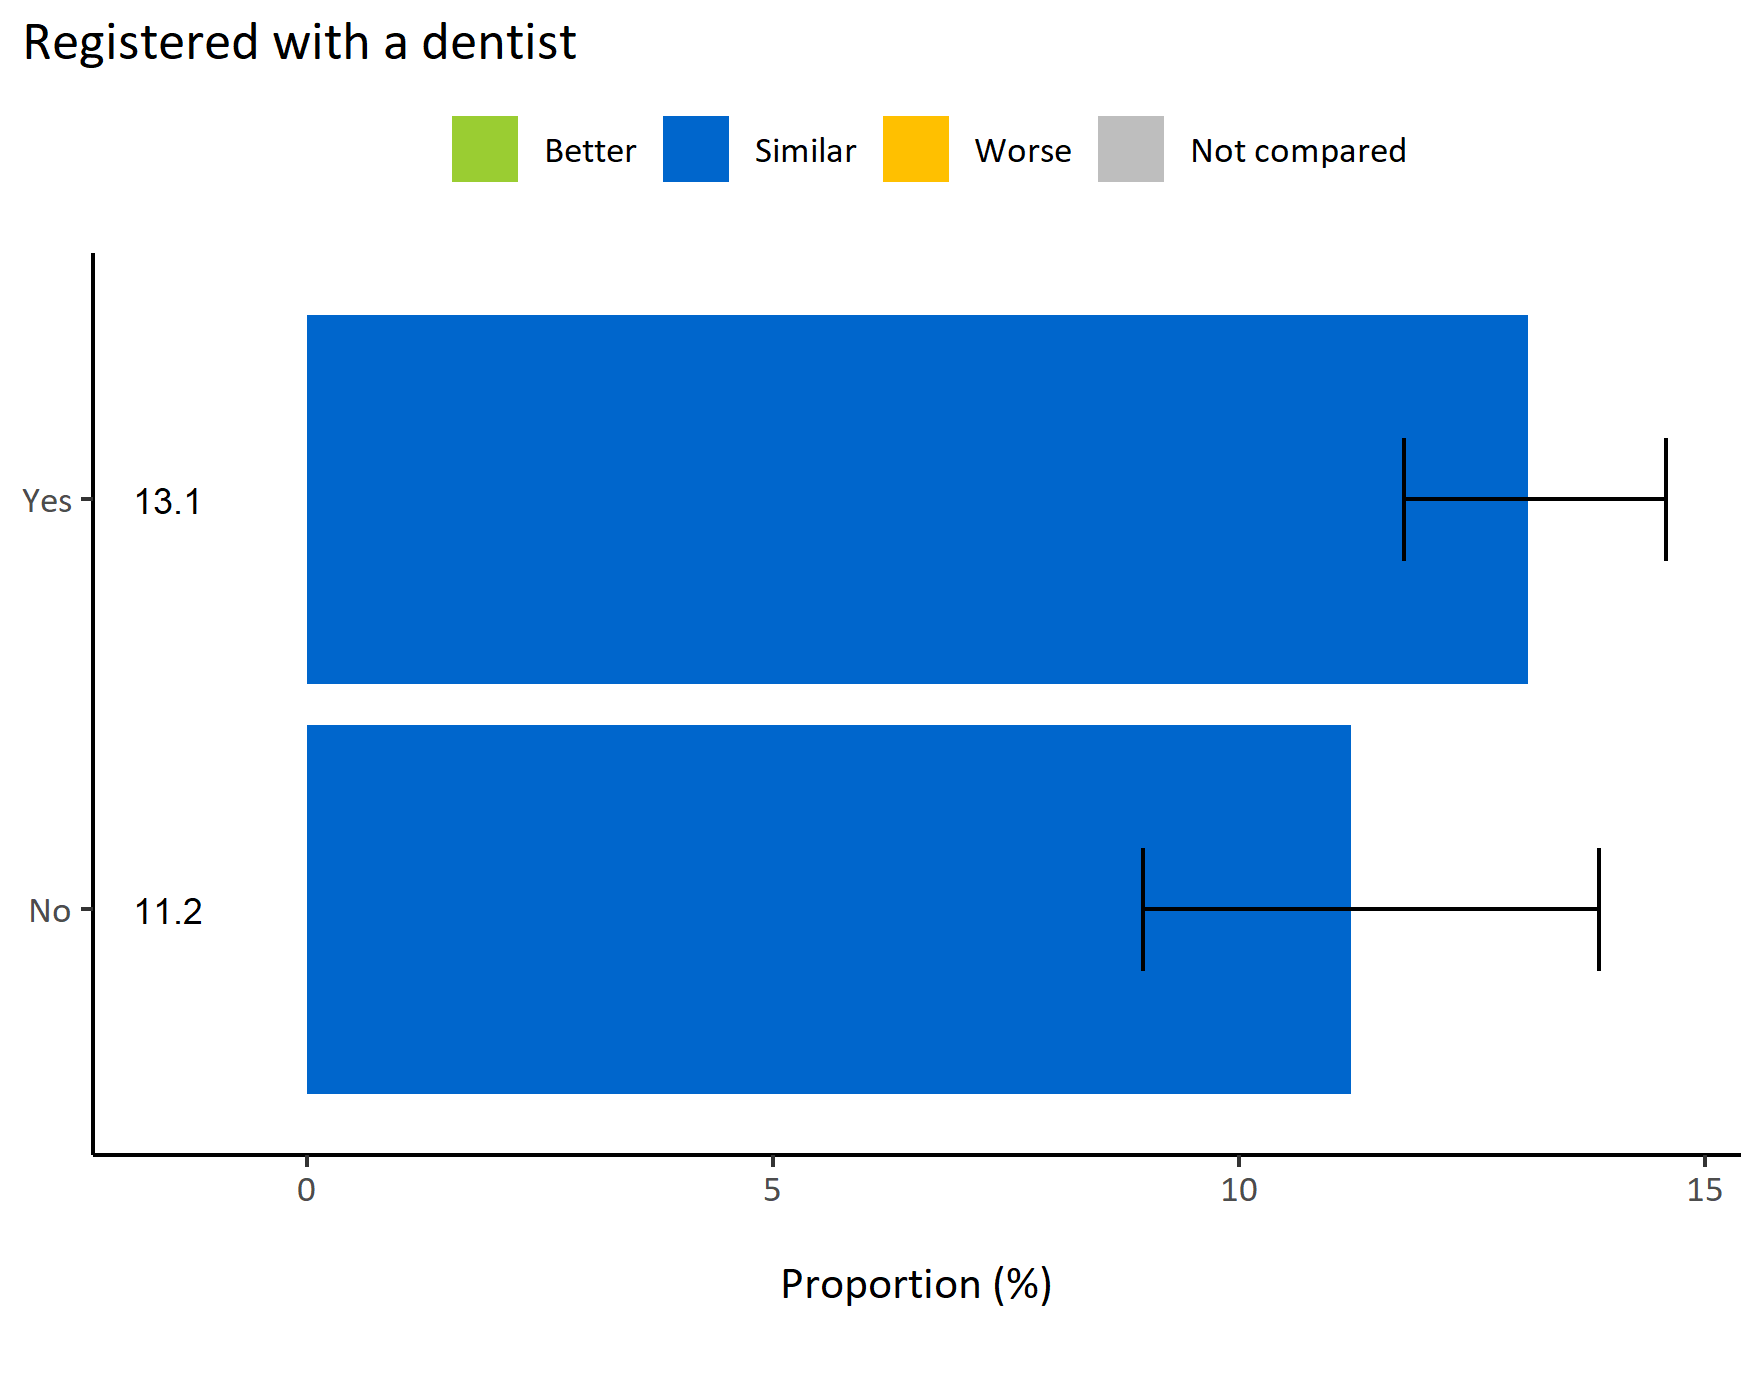 Registered with a dentist
Better Similar Worse Not compared
Yes 13.1
No 11.2
0 5 10 15
Proportion (%)